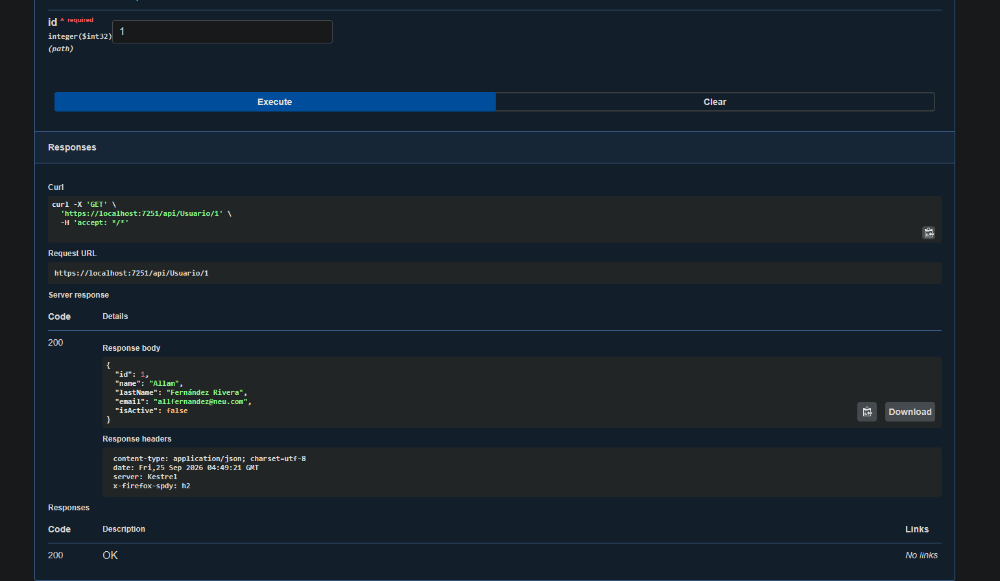 id * required
integer($int32)
(path)
1
Execute
Clear
Responses
Curl
curl -X 'GET' \
'https://localhost:7251/api/Usuario/1' \
-H 'accept: */*'
Request URL
https://localhost:7251/api/Usuario/1
Server response
Code Details
200
Response body
{
"id": 1,
"name": "Allam",
"lastName": "Fernández Rivera",
"email": "allfernandez@neu.com",
"isActive": false
}
Download
Response headers
content-type: application/json; charset=utf-8
date: Fri,25 Sep 2026 04:49:21 GMT
server: Kestrel
x-firefox-spdy: h2
Responses
Code Description Links
200 OK No links